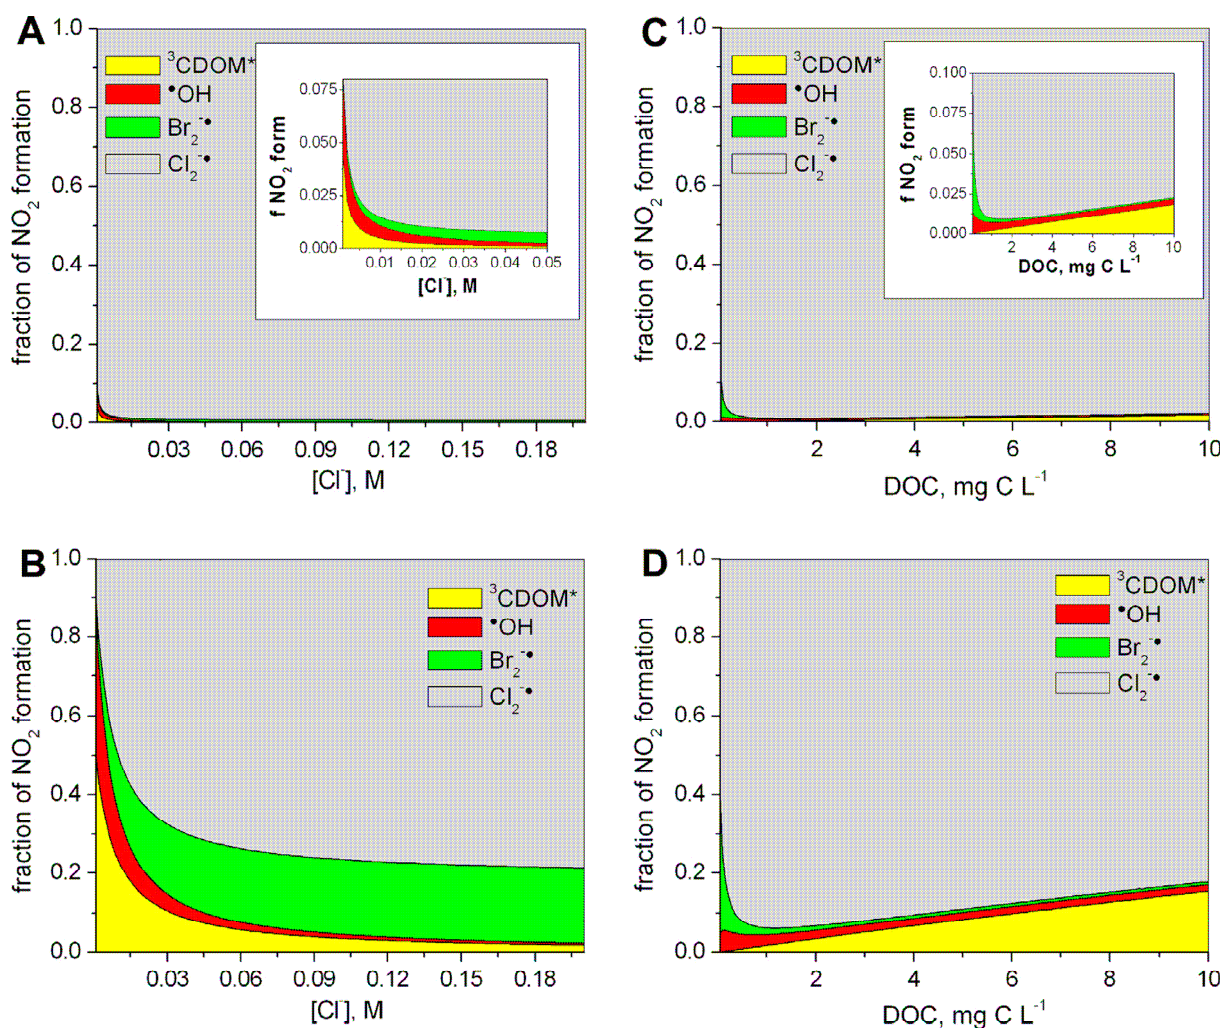 A
fraction of NO2 formation
1.0
0.8
0.6
0.4
0.2
0.0
3CDOM*
•OH
Br2-•
Cl2-•
f NO2 form
0.075
0.050
0.025
0.000
0.01 0.02 0.03 0.04 0.05
[Cl-], M
0.03 0.06 0.09 0.12 0.15 0.18
[Cl-], M
C
fraction of NO2 formation
1.0
0.8
0.6
0.4
0.2
0.0
3CDOM*
•OH
Br2-•
Cl2-•
f NO2 form
0.100
0.075
0.050
0.025
0.000
2 4 6 8 10
DOC, mg C L-1
2 4 6 8 10
DOC, mg C L-1
B
fraction of NO2 formation
1.0
0.8
0.6
0.4
0.2
0.0
3CDOM*
•OH
Br2-•
Cl2-•
0.03 0.06 0.09 0.12 0.15 0.18
[Cl-], M
D
fraction of NO2 formation
1.0
0.8
0.6
0.4
0.2
0.0
3CDOM*
•OH
Br2-•
Cl2-•
2 4 6 8 10
DOC, mg C L-1